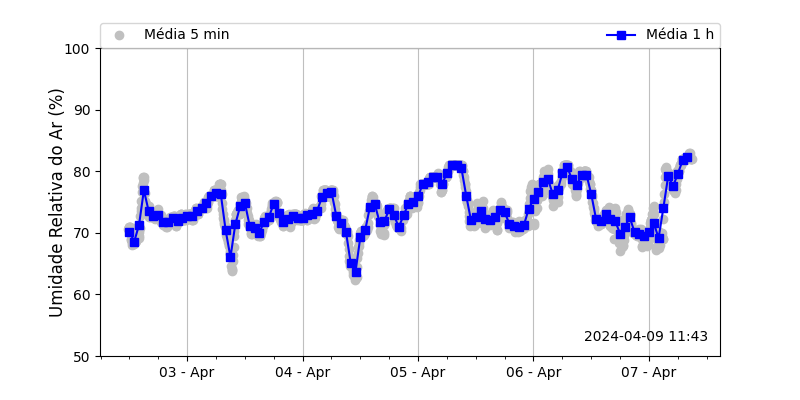 Média 5 min
Média 1 h
Umidade Relativa do Ar (%)
100
90
80
70
60
50
2024-04-09 11:43
03 - Apr
04 - Apr
05 - Apr
06 - Apr
07 - Apr